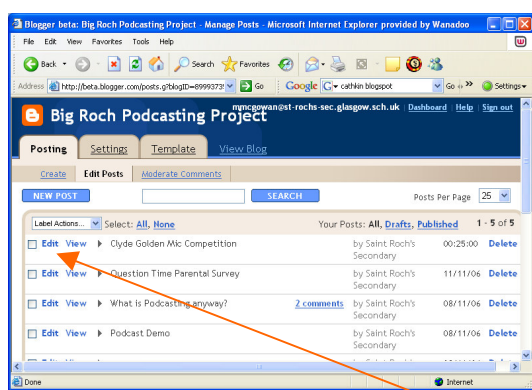 Blogger beta: Big Roch Podcasting Project - Manage Posts - Microsoft Internet Explorer provided by Wanadoo
File Edit View Favorites Tools Help
Back Search Favorites
Address http://beta.blogger.com/posts.g?blogID=8999373 Go Google cathkin blogspot Go Settings
mmcgowan@st-rochs-sec.glasgow.sch.uk | Dashboard | Help | Sign out
Big Roch Podcasting Project
Posting Settings Template View Blog
Create Edit Posts Moderate Comments
NEW POST SEARCH Posts Per Page 25
Label Actions... Select: All, None Your Posts: All, Drafts, Published 1 - 5 of 5
Edit View Clyde Golden Mic Competition by Saint Roch's Secondary 00:25:00 Delete
Edit View Question Time Parental Survey by Saint Roch's Secondary 11/11/06 Delete
Edit View What is Podcasting anyway? 2 comments by Saint Roch's Secondary 08/11/06 Delete
Edit View Podcast Demo by Saint Roch's Secondary 08/11/06 Delete
Done Internet